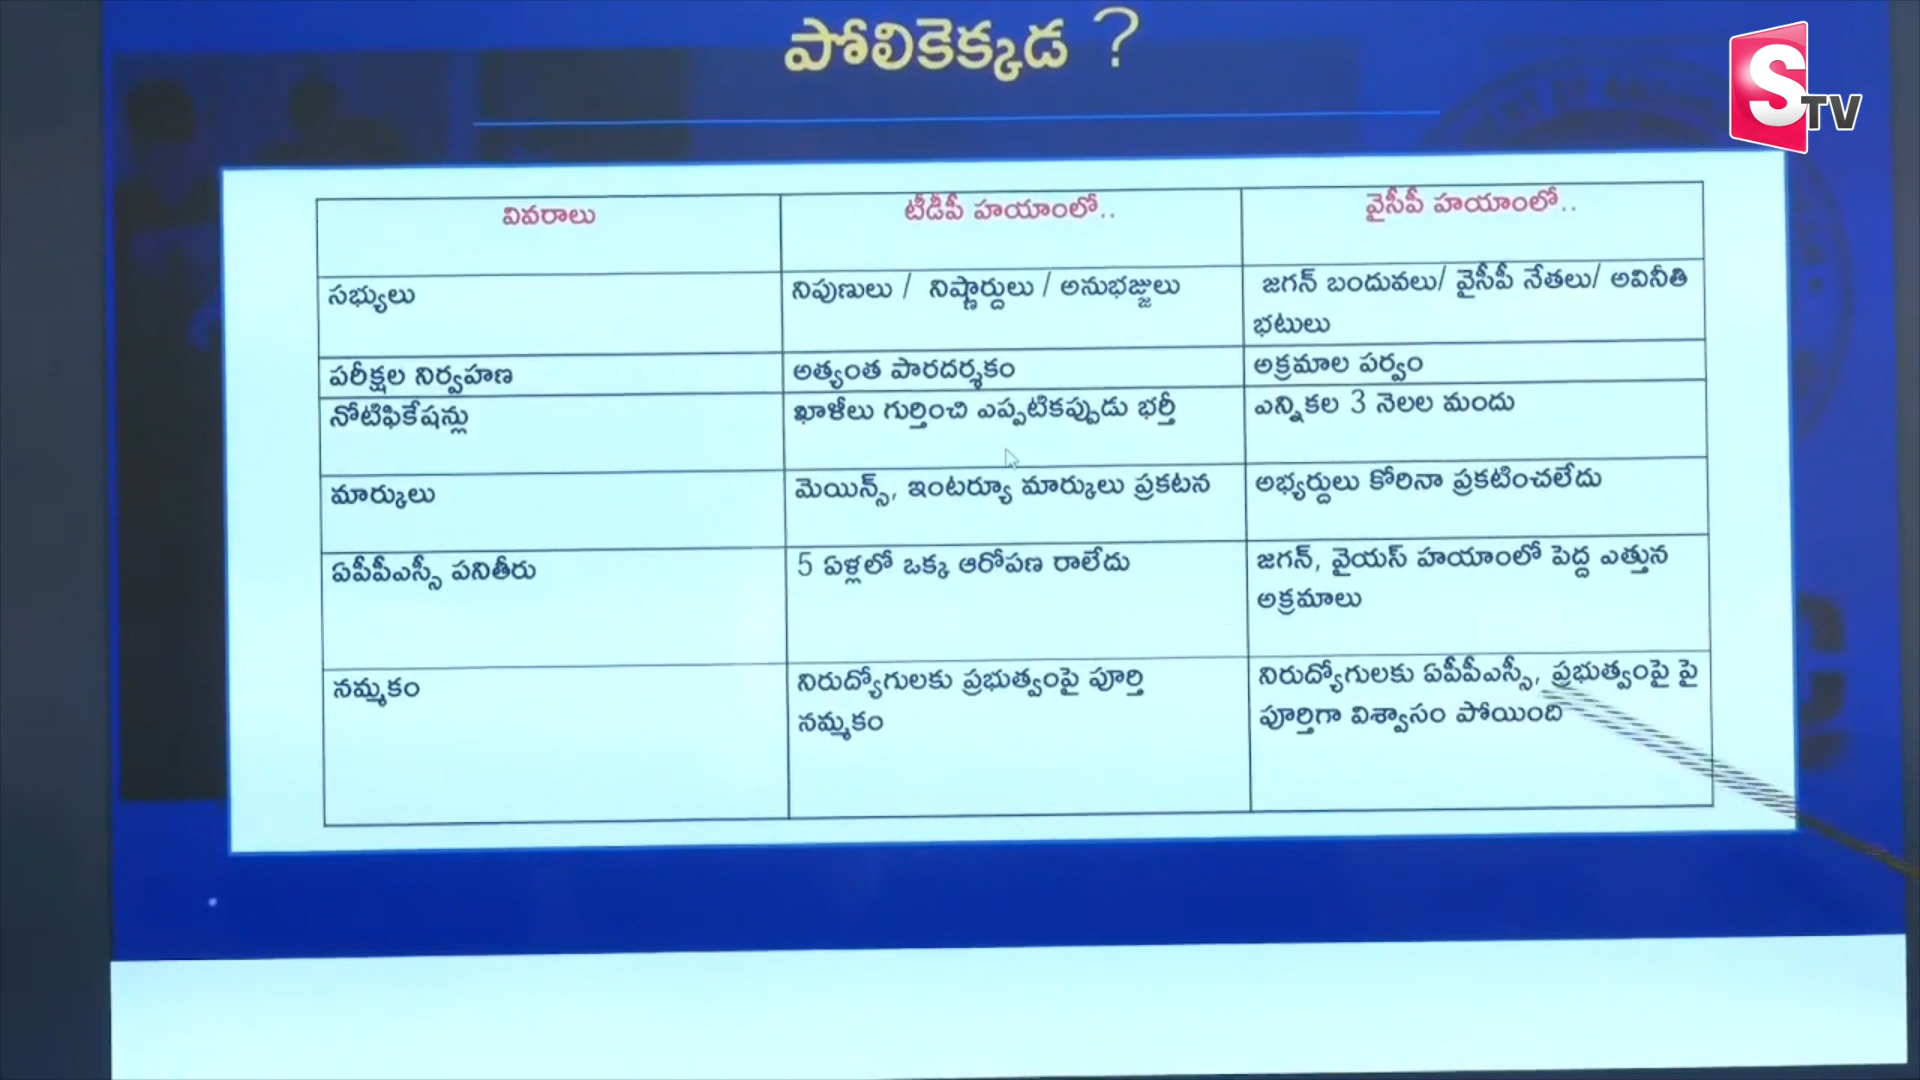 పోలికెక్కడ ?
S TV
వివరాలు
టీడీపీ హయాంలో..
వైసీపీ హయాంలో..
సభ్యులు
నిపుణులు / నిష్ణార్దులు / అనుభజ్జులు
జగన్ బందువలు/ వైసీపీ నేతలు/ అవినీతి
భటులు
పరీక్షల నిర్వహణ
అత్యంత పారదర్శకం
అక్రమాల పర్వం
నోటిఫికేషన్లు
ఖాళీలు గుర్తించి ఎప్పటికప్పుడు భర్తీ
ఎన్నికల 3 నెలల మందు
మార్కులు
మెయిన్స్, ఇంటర్యూ మార్కులు ప్రకటన
అభ్యర్దులు కోరినా ప్రకటించలేదు
ఏపీపీఎస్సీ పనితీరు
5 ఏళ్లలో ఒక్క ఆరోపణ రాలేదు
జగన్, వైయస్ హయాంలో పెద్ద ఎత్తున
అక్రమాలు
నమ్మకం
నిరుద్యోగులకు ప్రభుత్వంపై పూర్తి
నమ్మకం
నిరుద్యోగులకు ఏపీపీఎస్సీ, ప్రభుత్వంపై పై
పూర్తిగా విశ్వాసం పోయింది